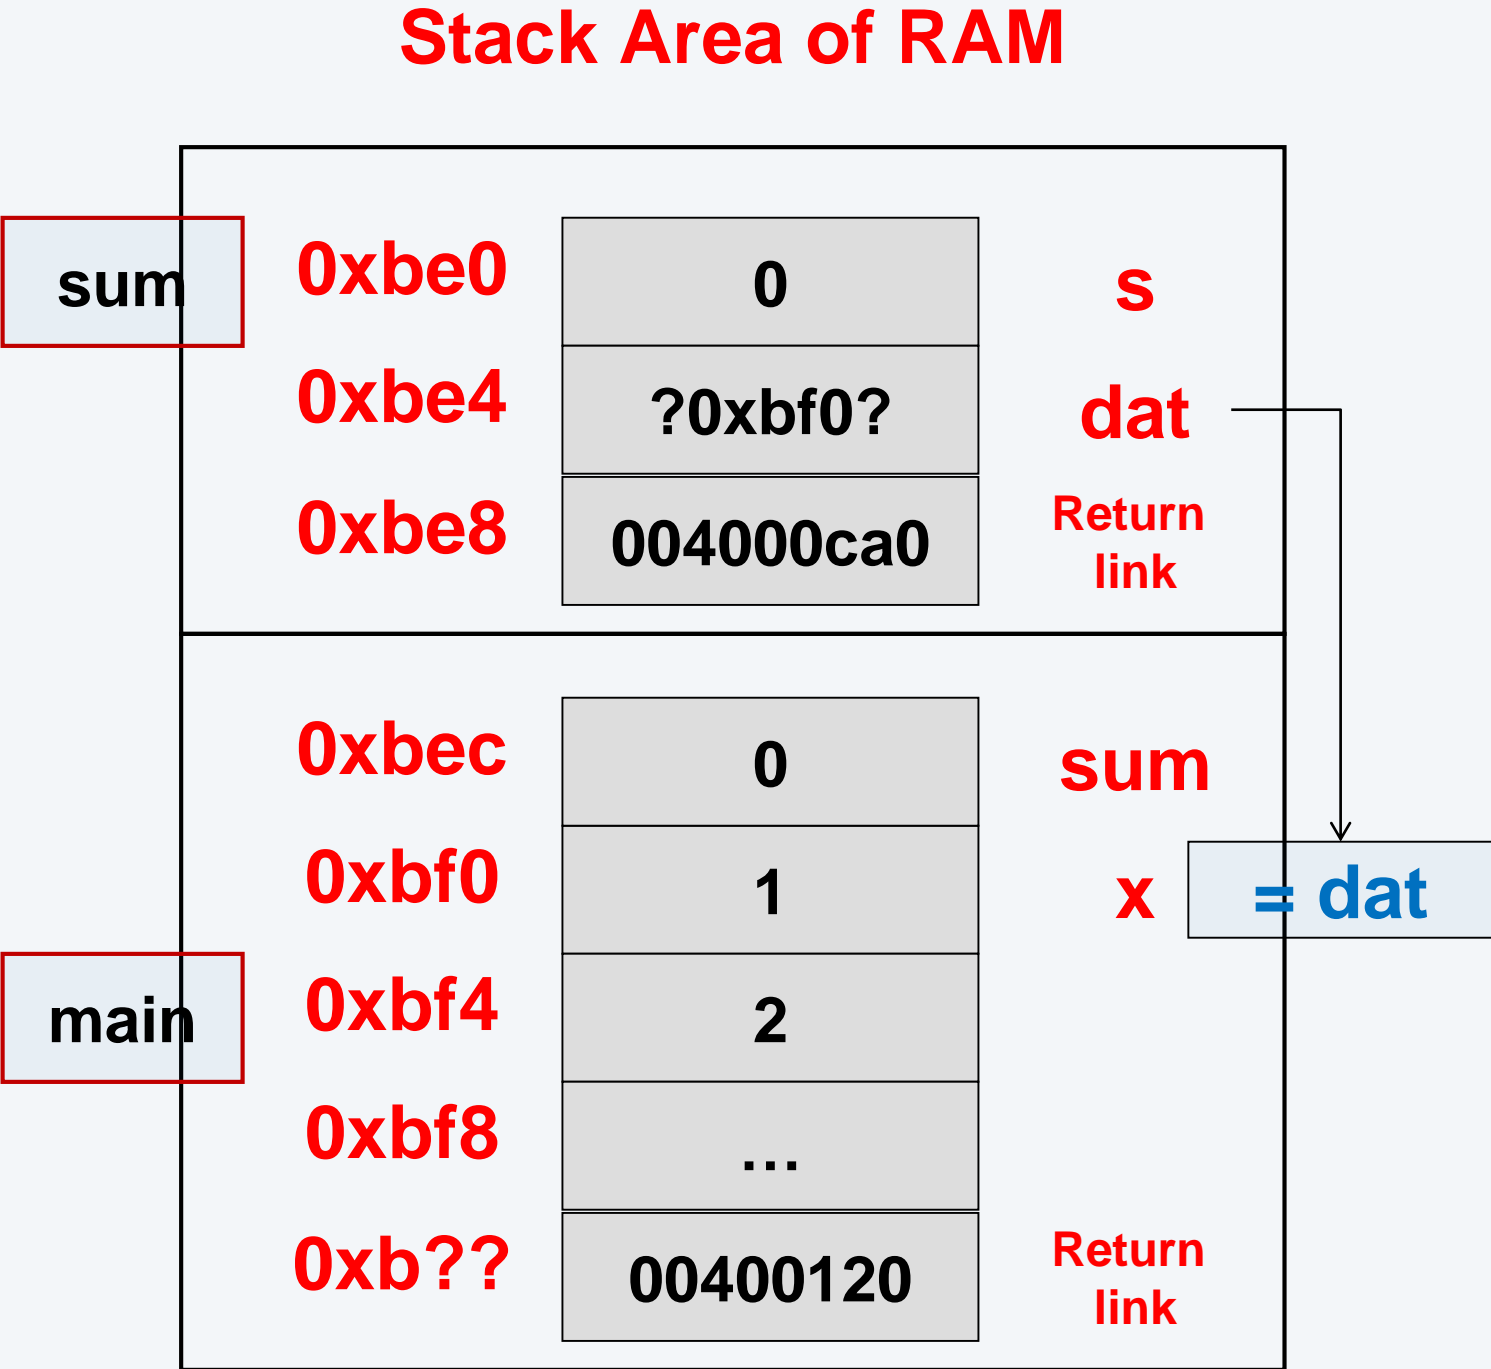 Stack Area of RAM
sum
0xbe0
0
s
0xbe4
?0xbf0?
dat
0xbe8
004000ca0
Return
link
0xbec
0
sum
0xbf0
1
x
= dat
main
0xbf4
2
0xbf8
...
0xb??
00400120
Return
link